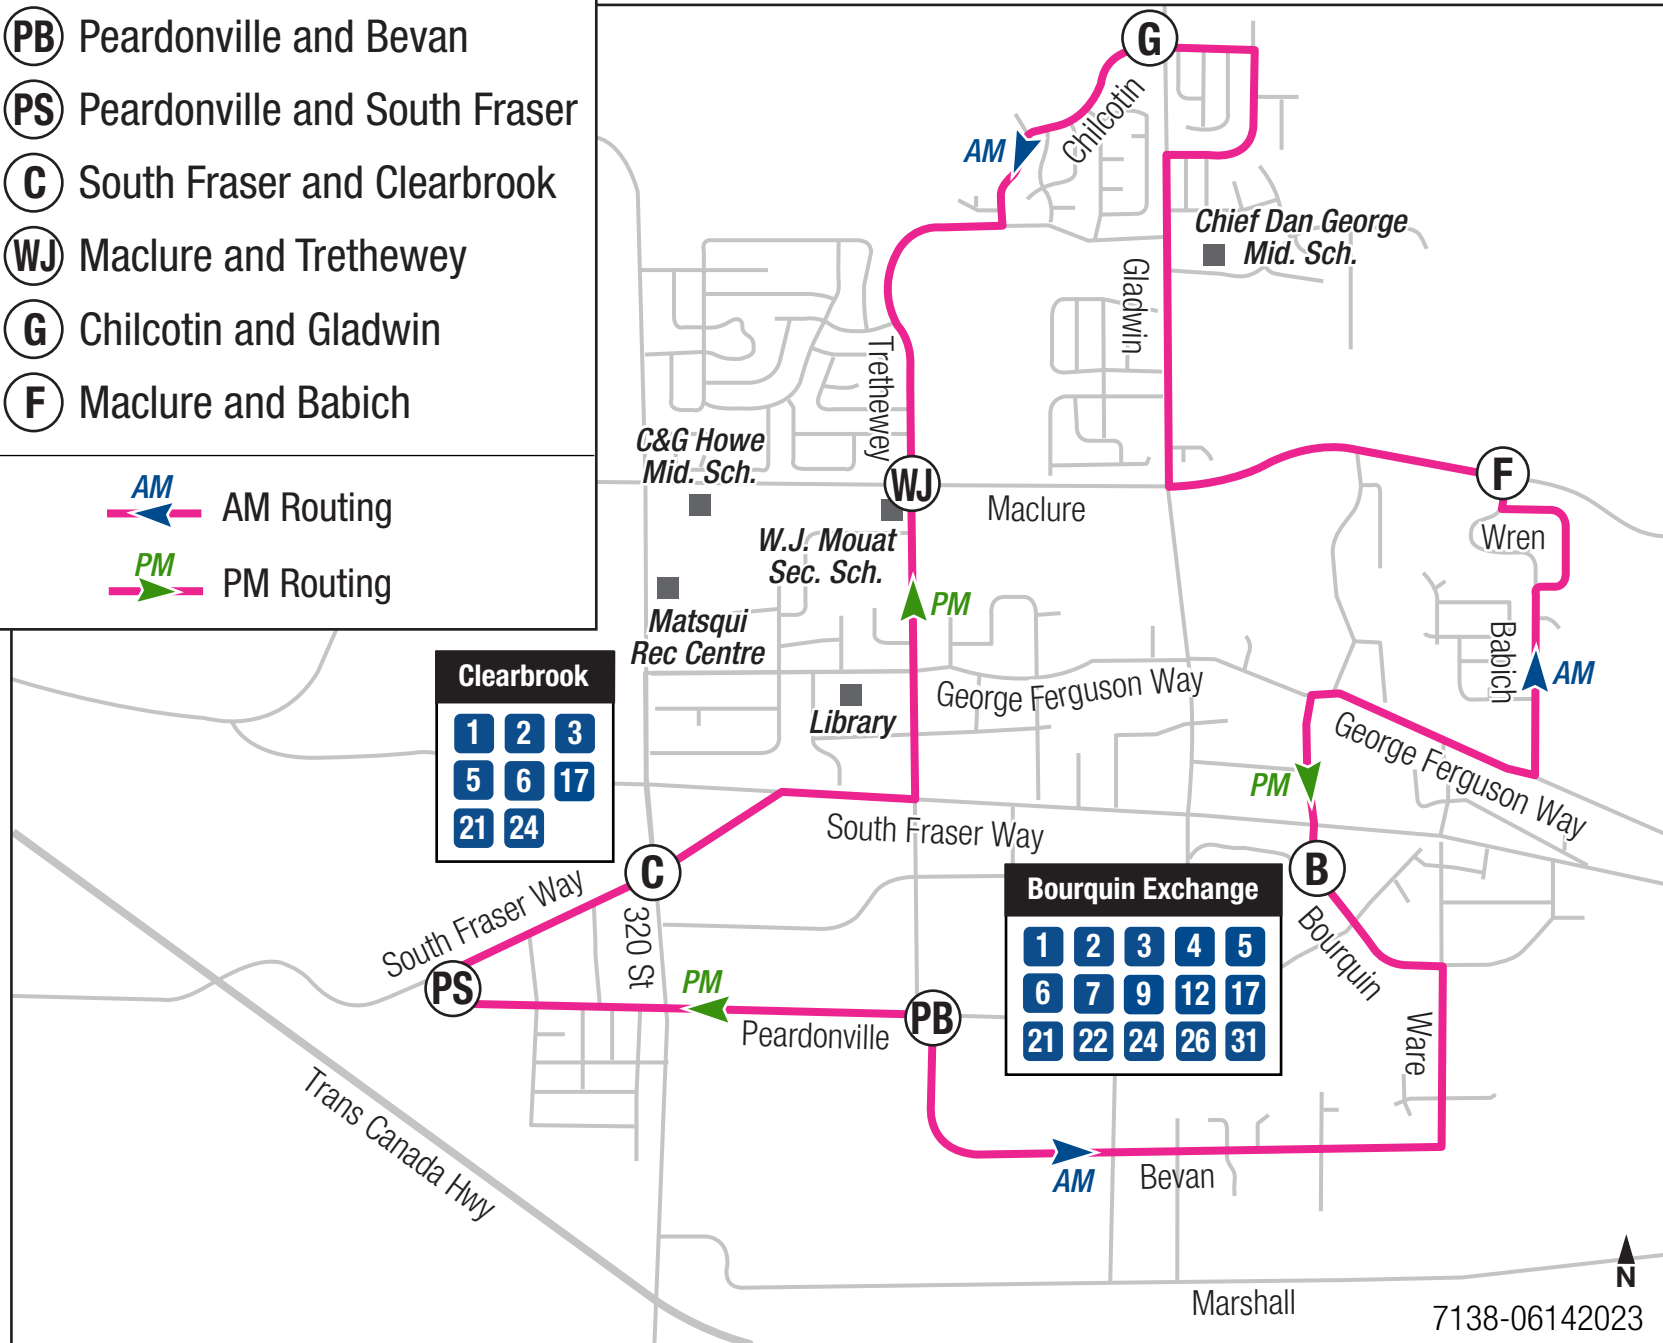 PB Peardonville and Bevan
PS Peardonville and South Fraser
C South Fraser and Clearbrook
WJ Maclure and Trethewey
G Chilcotin and Gladwin
F Maclure and Babich
AM
AM Routing
PM
PM Routing
G
Chilcotin
AM
Chief Dan George
Mid. Sch.
Gladwin
Trethewey
C&G Howe
Mid. Sch.
WJ
Maclure
F
Wren
W.J. Mouat
Sec. Sch.
Matsqui
Rec Centre
PM
Babich
AM
Library
George Ferguson Way
George Ferguson Way
PM
Clearbrook
1 2 3
5 6 17
21 24
South Fraser Way
C
B
South Fraser Way
320 St
PS
PM
Peardonville
PB
Bourquin Exchange
1 2 3 4 5
6 7 9 12 17
21 22 24 26 31
Bourquin
Ware
Trans Canada Hwy
AM
Bevan
Marshall
N
7138-06142023